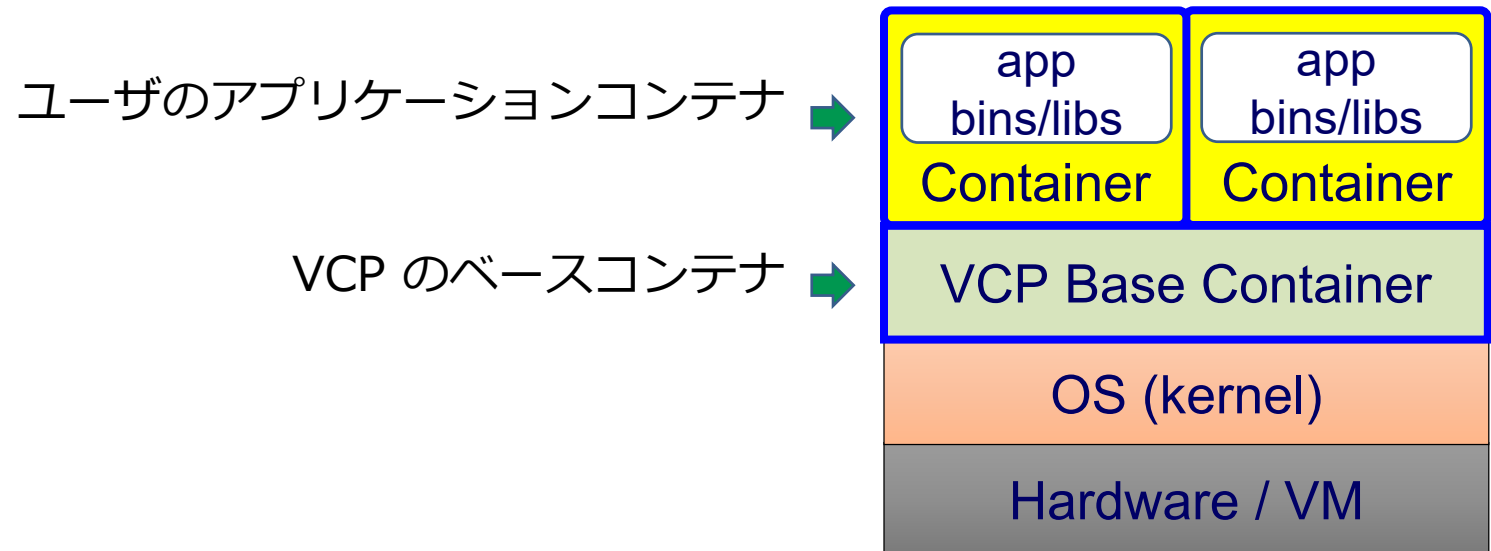 ユーザのアプリケーションコンテナ
app
bins/libs
app
bins/libs
Container
Container
VCP のベースコンテナ
VCP Base Container
OS (kernel)
Hardware / VM